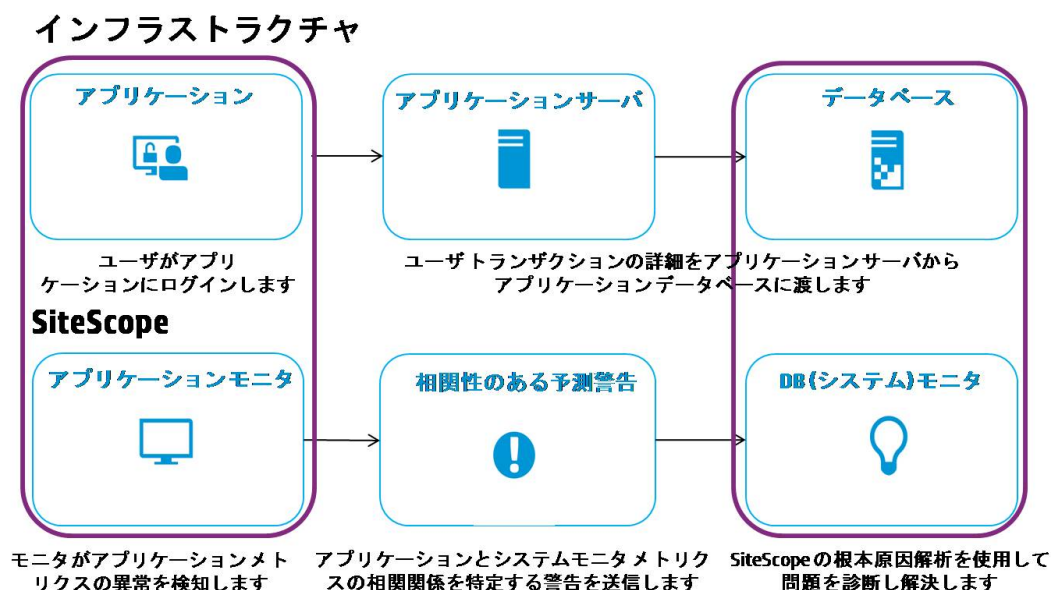 インフラストラクチャ
アプリケーション
アプリケーションサーバ
データベース
ユーザがアプリ
ケーションにログインします
ユーザトランザクションの詳細をアプリケーションサーバから
アプリケーションデータベースに渡します
SiteScope
アプリケーションモニタ
相関性のある予測警告
DB(システム)モニタ
モニタがアプリケーションメト
リクスの異常を検知します
アプリケーションとシステムモニタメトリク
スの相関関係を特定する警告を送信します
SiteScopeの根本原因解析を使用して
問題を診断し解決します